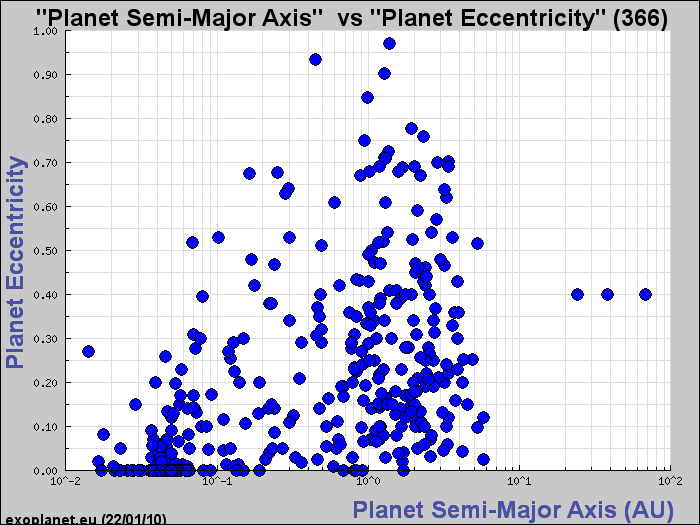 "Planet Semi-Major Axis" vs "Planet Eccentricity" (366)
1.00
0.90
0.80
0.70
0.60
0.50
0.40
0.30
0.20
0.10
0.00
Planet Eccentricity
10^-2 10^-1 10^0 10^1 10^2
Planet Semi-Major Axis (AU)
exoplanet.eu (22/01/10)